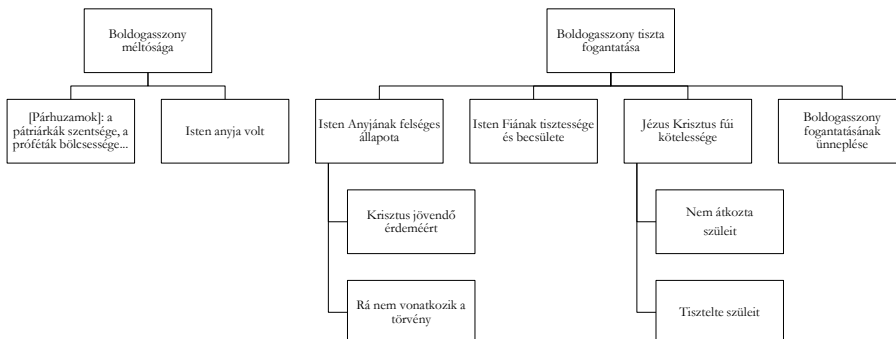 Boldogasszony
méltósága
Boldogasszony tiszta
fogantatása
[Párhuzamok]: a
pátriárkák szentsége, a
próféták bölcsessége...
Isten anyja volt
Isten Anyjának felséges
állapota
Isten Fiának tisztessége
és becsülete
Jézus Krisztus fúi
kötelessége
Boldogasszony
fogantatásának
ünneplése
Krisztus jövendő
érdeméért
Nem átkozta
szüleit
Rá nem vonatkozik a
törvény
Tisztelte szüleit